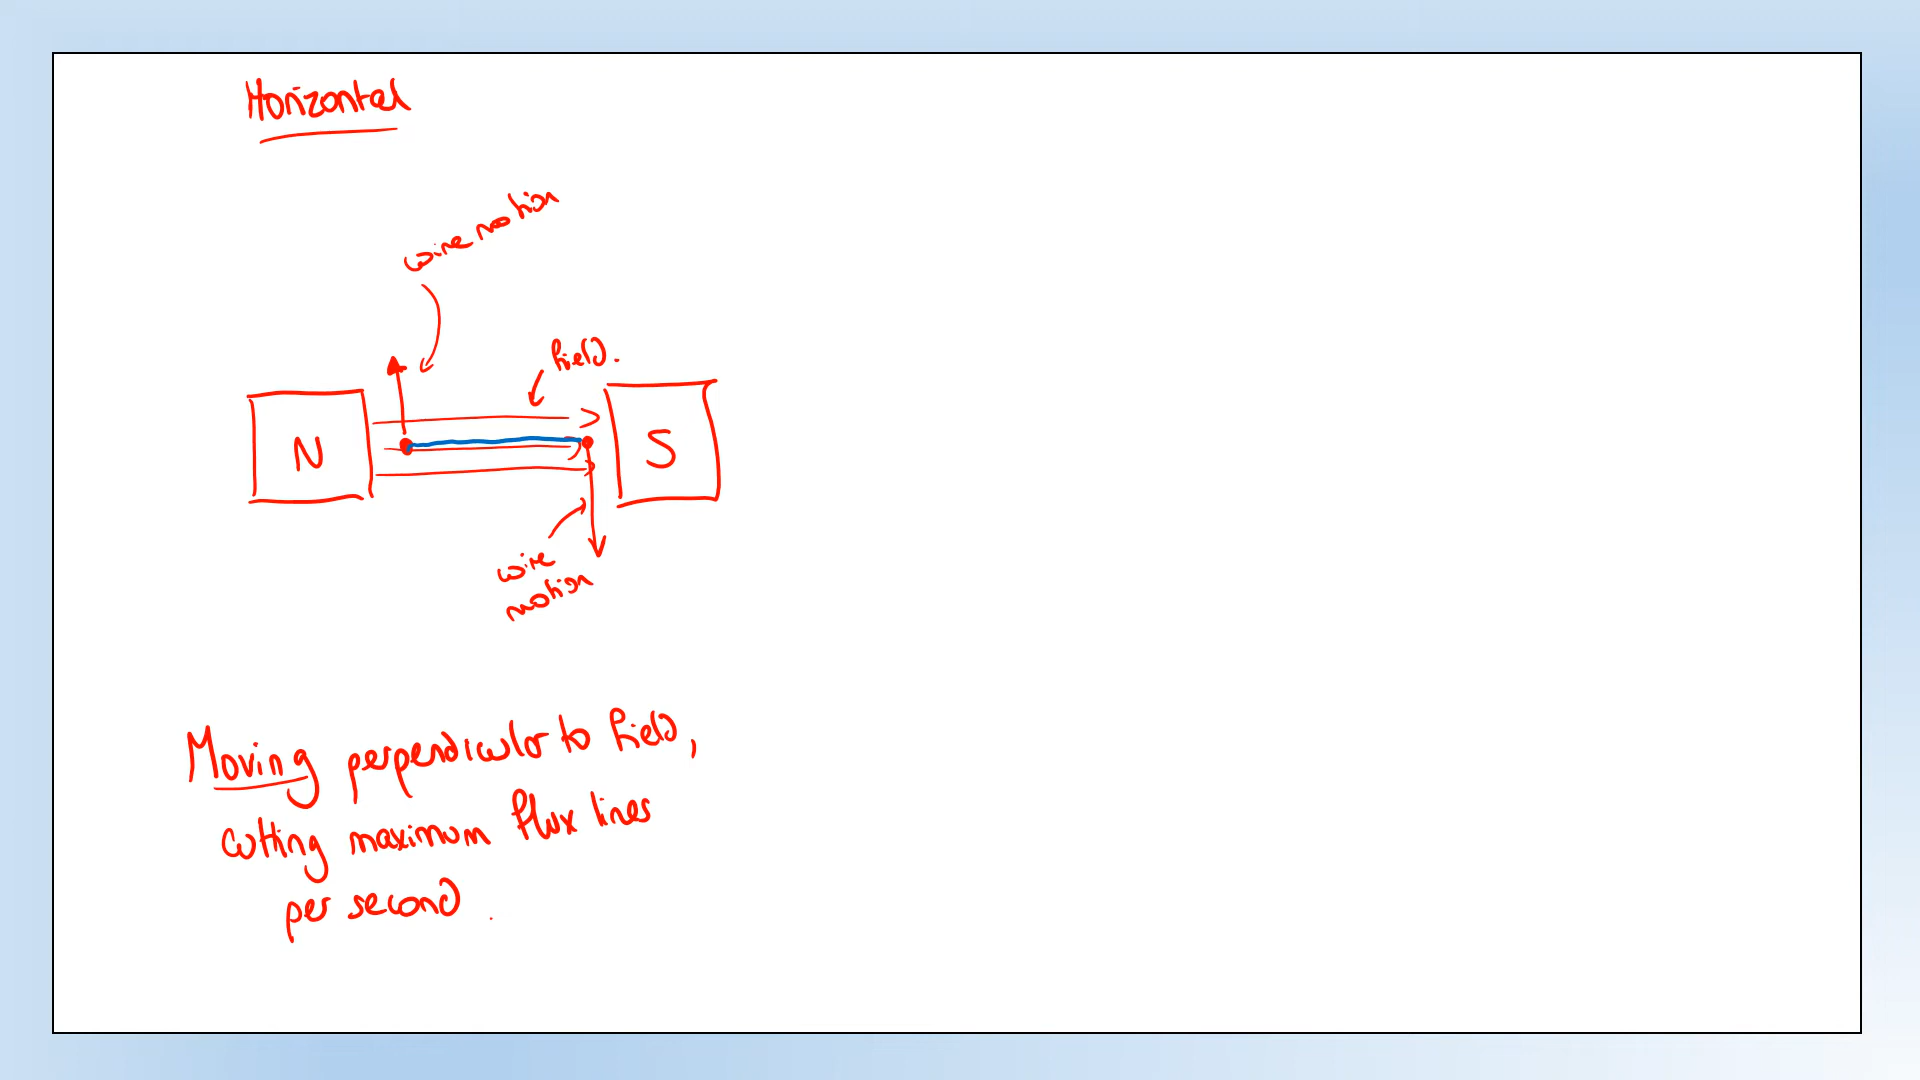 Horizontal
wire motion
field.
N
S
wire
motion
Moving perpendicular to field,
cutting maximum flux lines
per second.